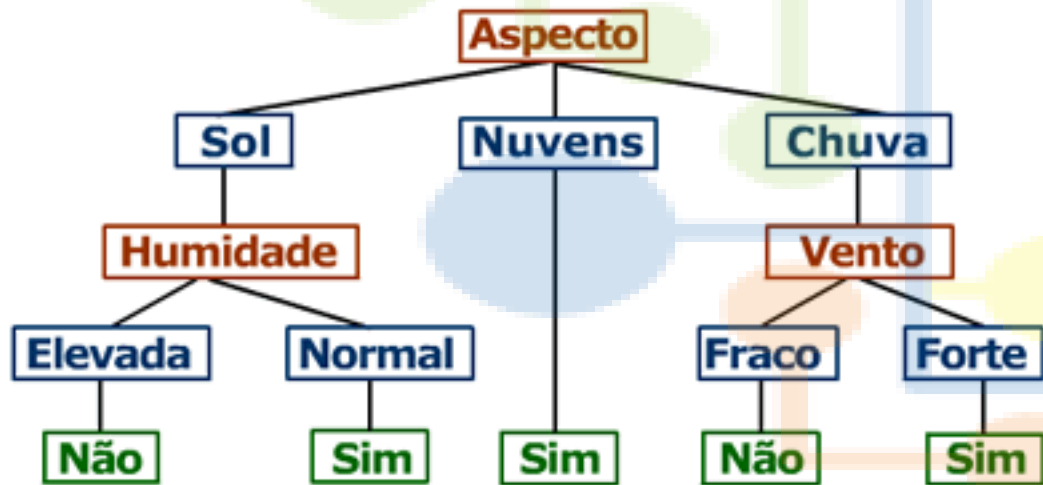 Aspecto
Sol Nuvens Chuva
Humidade Vento
Elevada Normal Fraco Forte
Não Sim Sim Não Sim